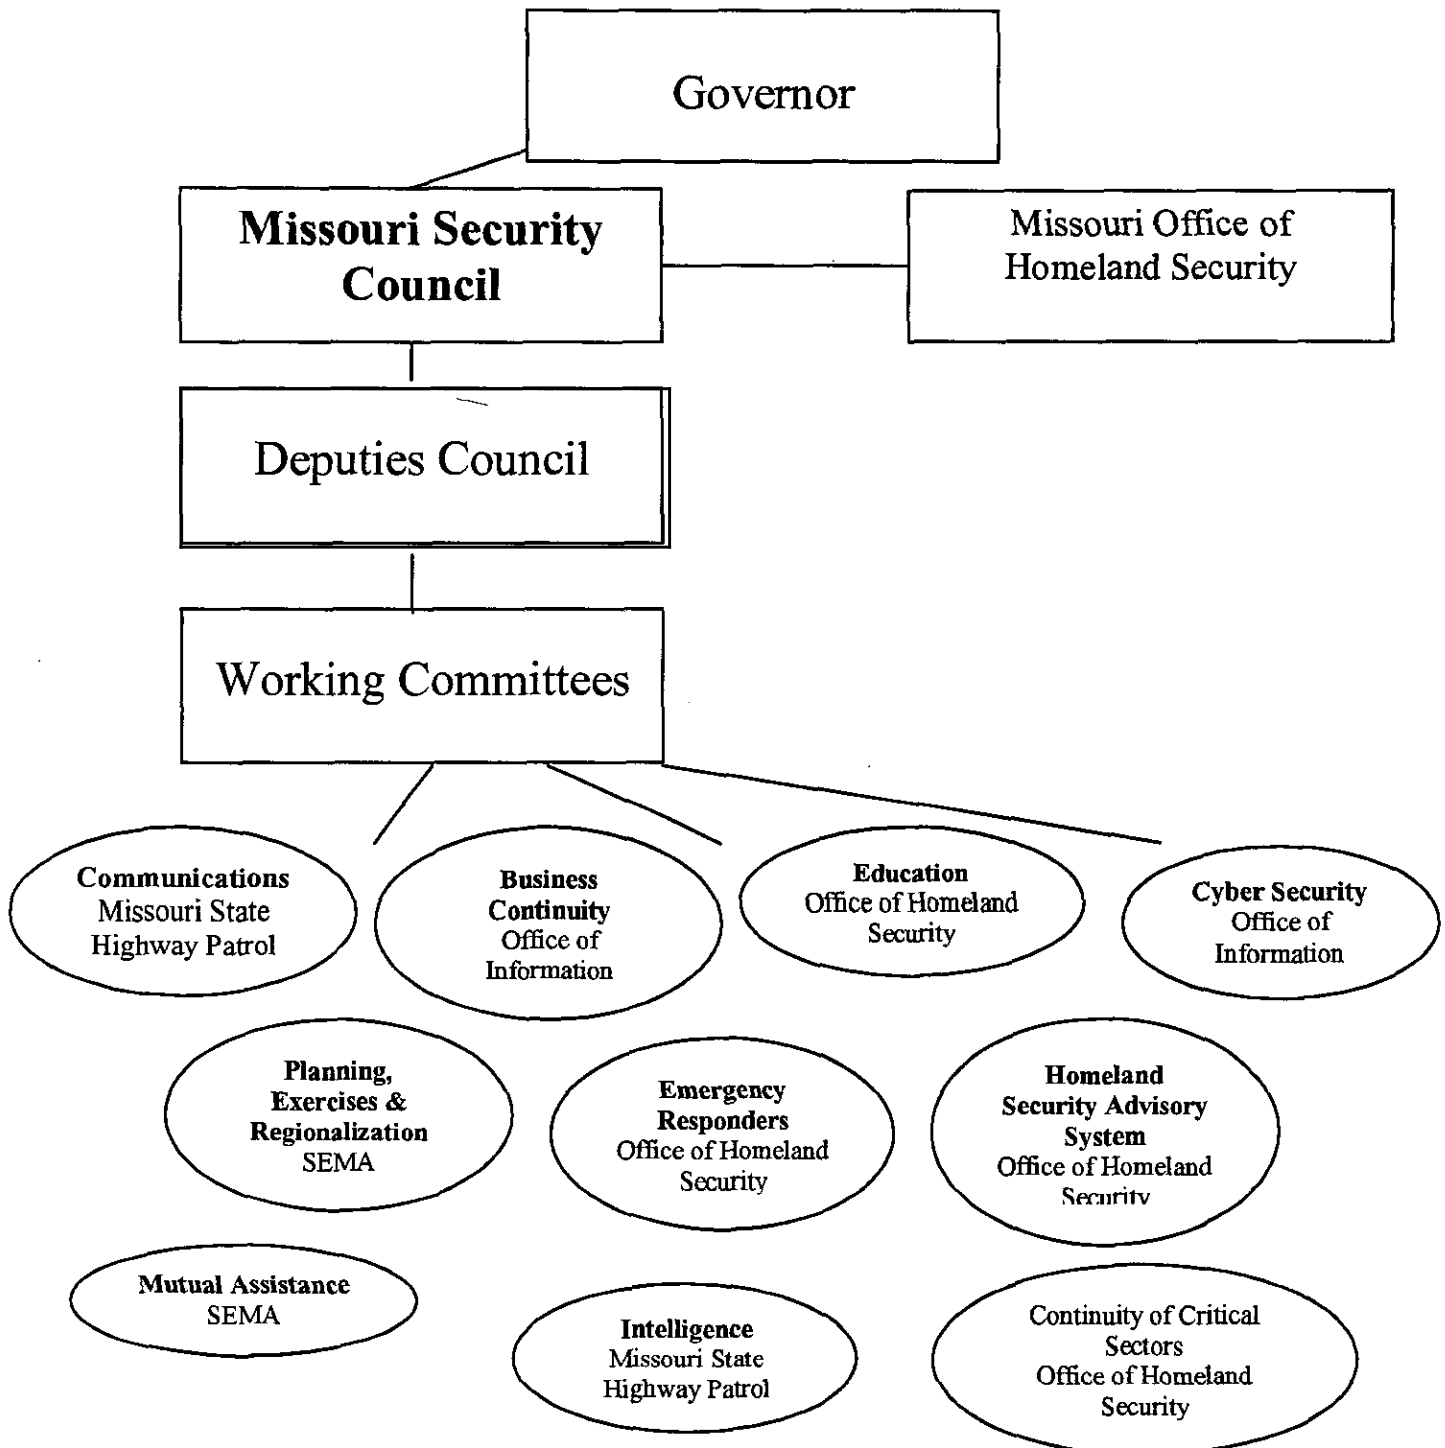 Governor
Missouri Security
Council
Missouri Office of
Homeland Security
Deputies Council
Working Committees
Communications
Missouri State
Highway Patrol
Business
Continuity
Office of
Information
Education
Office of Homeland
Security
Cyber Security
Office of
Information
Planning,
Exercises &
Regionalization
SEMA
Emergency
Responders
Office of Homeland
Security
Homeland
Security Advisory
System
Office of Homeland
Security
Mutual Assistance
SEMA
Intelligence
Missouri State
Highway Patrol
Continuity of Critical
Sectors
Office of Homeland
Security